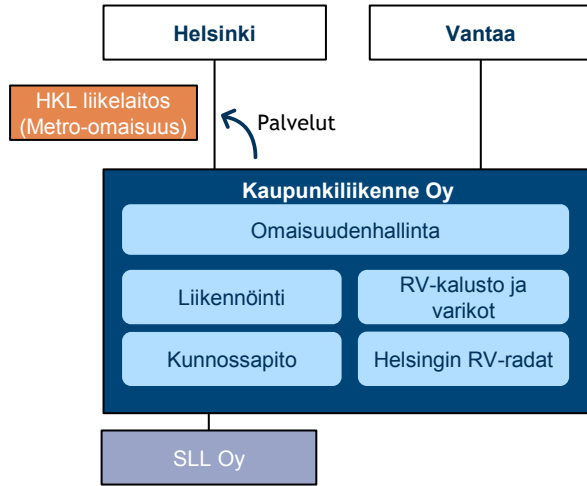 Helsinki
Vantaa
HKL liikelaitos
(Metro-omaisuus)
Palvelut
Kaupunkiliikenne Oy
Omaisuudenhallinta
Liikennöinti
RV-kalusto ja
varikot
Kunnossapito
Helsingin RV-radat
SLL Oy